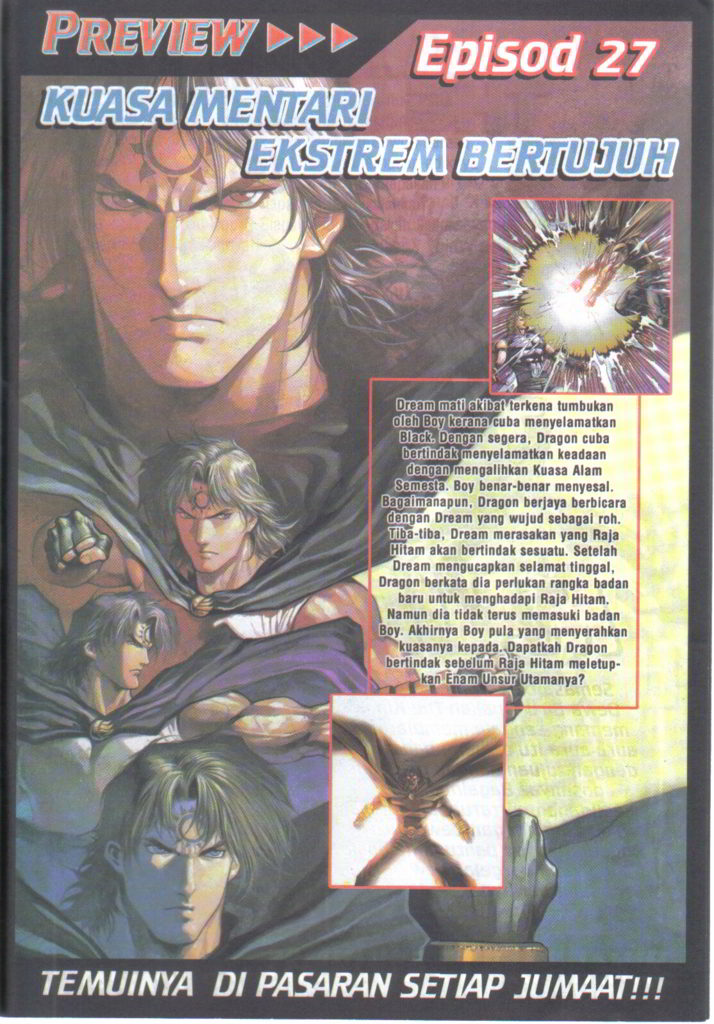 PREVIEW
Episod 27
KUASA MENTARI
EKSTREM BERTUJUH
Dream mati akibat terkena tumbukan
oleh Boy kerana cuba menyelamatkan
Black. Dengan segera, Dragon cuba
bertindak menyelamatkan keadaan
dengan mengalihkan Kuasa Alam
Semesta. Boy benar-benar menyesal.
Bagaimanapun, Dragon berjaya berbicara
dengan Dream yang wujud sebagai roh.
Tiba-tiba, Dream merasakan yang Raja
Hitam akan bertindak sesuatu. Setelah
Dream mengucapkan selamat tinggal,
Dragon berkata dia perlukan rangka badan
baru untuk menghadapi Raja Hitam.
Namun dia tidak terus memasuki badan
Boy. Akhirnya Boy pula yang menyerahkan
kuasanya kepada. Dapatkah Dragon
bertindak sebelum Raja Hitam meletup-
kan Enam Unsur Utamanya?
TEMUINYA DI PASARAN SETIAP JUMAAT!!!